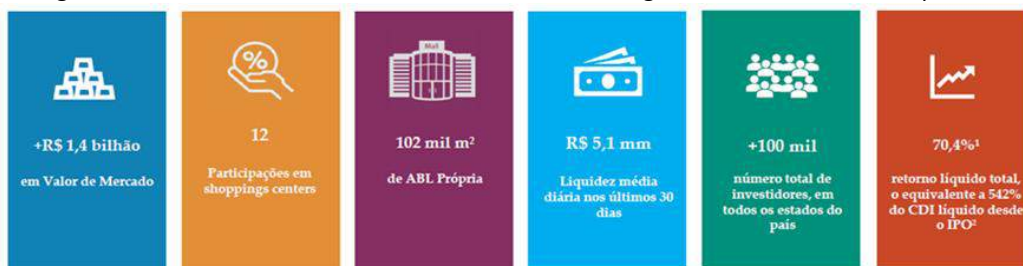 +R$ 1,4 bilhão
em Valor de Mercado
12
Participações em
shoppings centers
Mall
102 mil m²
de ABL Própria
R$ 5,1 mm
Liquidez média
diária nos últimos 30
dias
+100 mil
número total de
investidores, em
todos os estados do
país
70,4%¹
retorno líquido total,
o equivalente a 542%
do CDI líquido desde
o IPO²